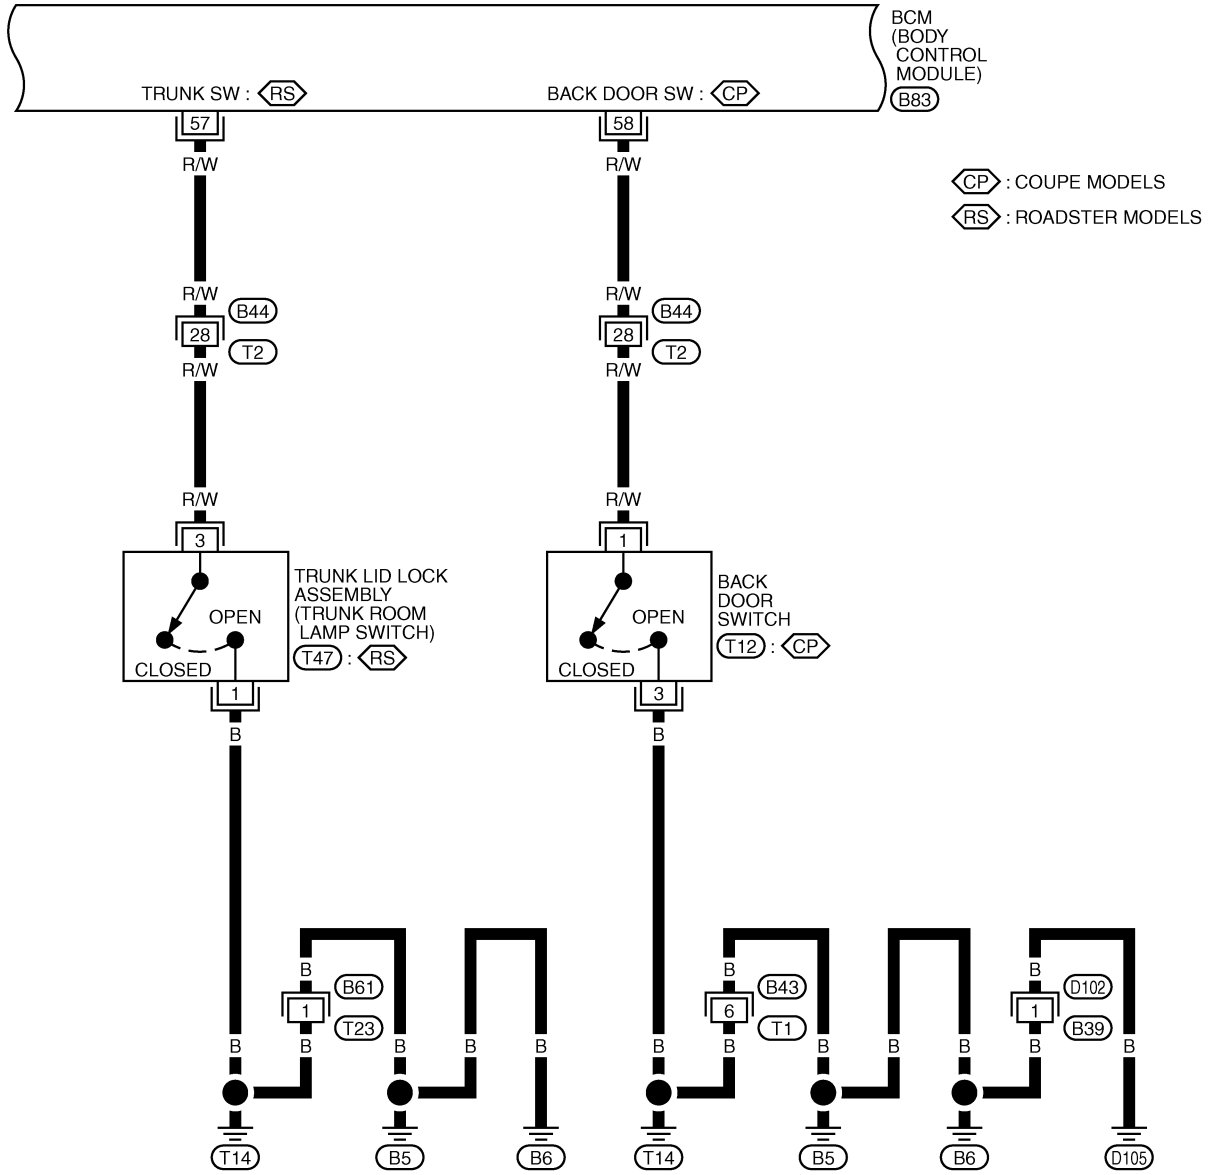 BCM
(BODY
CONTROL
MODULE)
B83
TRUNK SW : RS
BACK DOOR SW : CP
57
58
R/W
R/W
CP : COUPE MODELS
RS : ROADSTER MODELS
R/W
R/W
B44
B44
28
28
T2
T2
R/W
R/W
R/W
R/W
3
1
TRUNK LID LOCK
ASSEMBLY
(TRUNK ROOM
LAMP SWITCH)
T47 : RS
OPEN
CLOSED
BACK
DOOR
SWITCH
T12 : CP
OPEN
CLOSED
1
3
B
B
B
B
B
B61
B43
D102
1
6
1
T23
T1
B39
B
B
B
B
B
B
B
B
B
B
B
B
T14
B5
B6
T14
B5
B6
D105